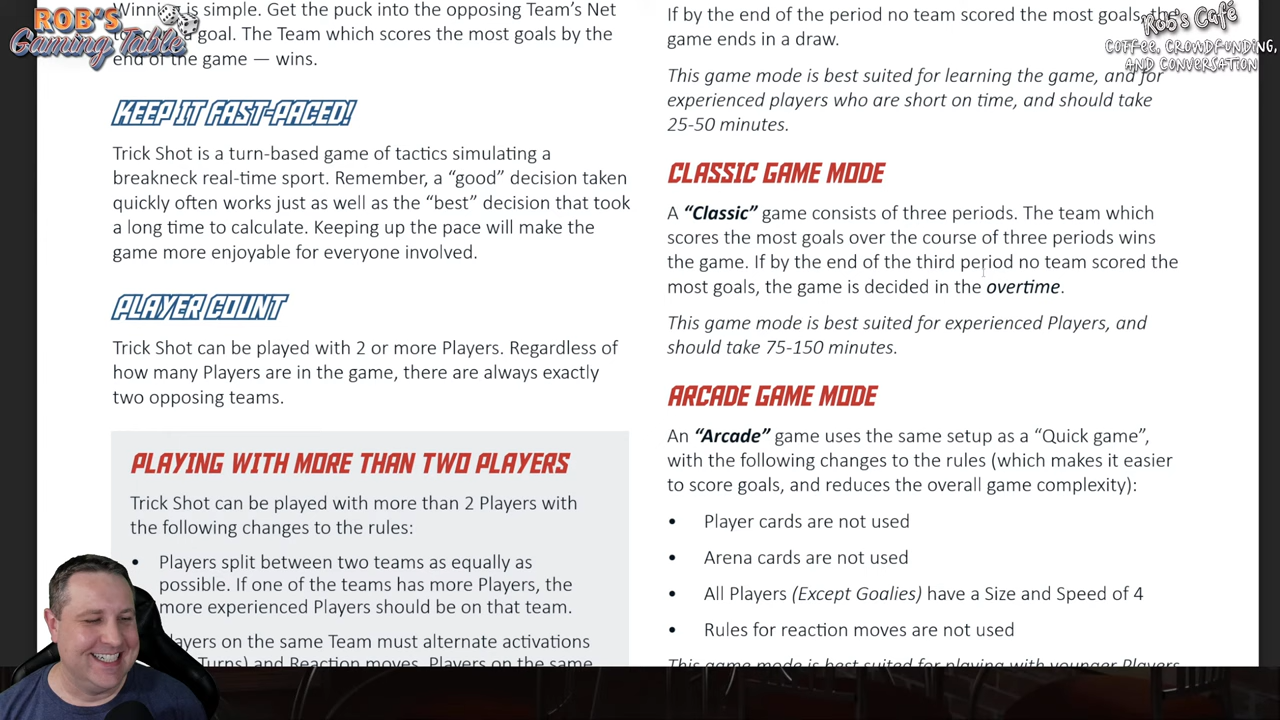 ROB'S
Gaming Table
Rob's Café
COFFEE, CROWDFUNDING,
AND CONVERSATION
Winning is simple. Get the puck into the opposing Team's Net
goal. The Team which scores the most goals by the
end of the game — wins.
KEEP IT FAST-PACED!
Trick Shot is a turn-based game of tactics simulating a
breakneck real-time sport. Remember, a “good” decision taken
quickly often works just as well as the “best” decision that took
a long time to calculate. Keeping up the pace will make the
game more enjoyable for everyone involved.
PLAYER COUNT
Trick Shot can be played with 2 or more Players. Regardless of
how many Players are in the game, there are always exactly
two opposing teams.
PLAYING WITH MORE THAN TWO PLAYERS
Trick Shot can be played with more than 2 Players with
the following changes to the rules:
• Players split between two teams as equally as
possible. If one of the teams has more Players, the
more experienced Players should be on that team.
Players on the same Team must alternate activations
Turns) and Reaction moves. Players on the same
If by the end of the period no team scored the most goals, the
game ends in a draw.
This game mode is best suited for learning the game, and for
experienced players who are short on time, and should take
25-50 minutes.
CLASSIC GAME MODE
A “Classic” game consists of three periods. The team which
scores the most goals over the course of three periods wins
the game. If by the end of the third period no team scored the
most goals, the game is decided in the overtime.
This game mode is best suited for experienced Players, and
should take 75-150 minutes.
ARCADE GAME MODE
An “Arcade” game uses the same setup as a “Quick game”,
with the following changes to the rules (which makes it easier
to score goals, and reduces the overall game complexity):
• Player cards are not used
• Arena cards are not used
• All Players (Except Goalies) have a Size and Speed of 4
• Rules for reaction moves are not used
This game mode is best suited for playing with younger Players